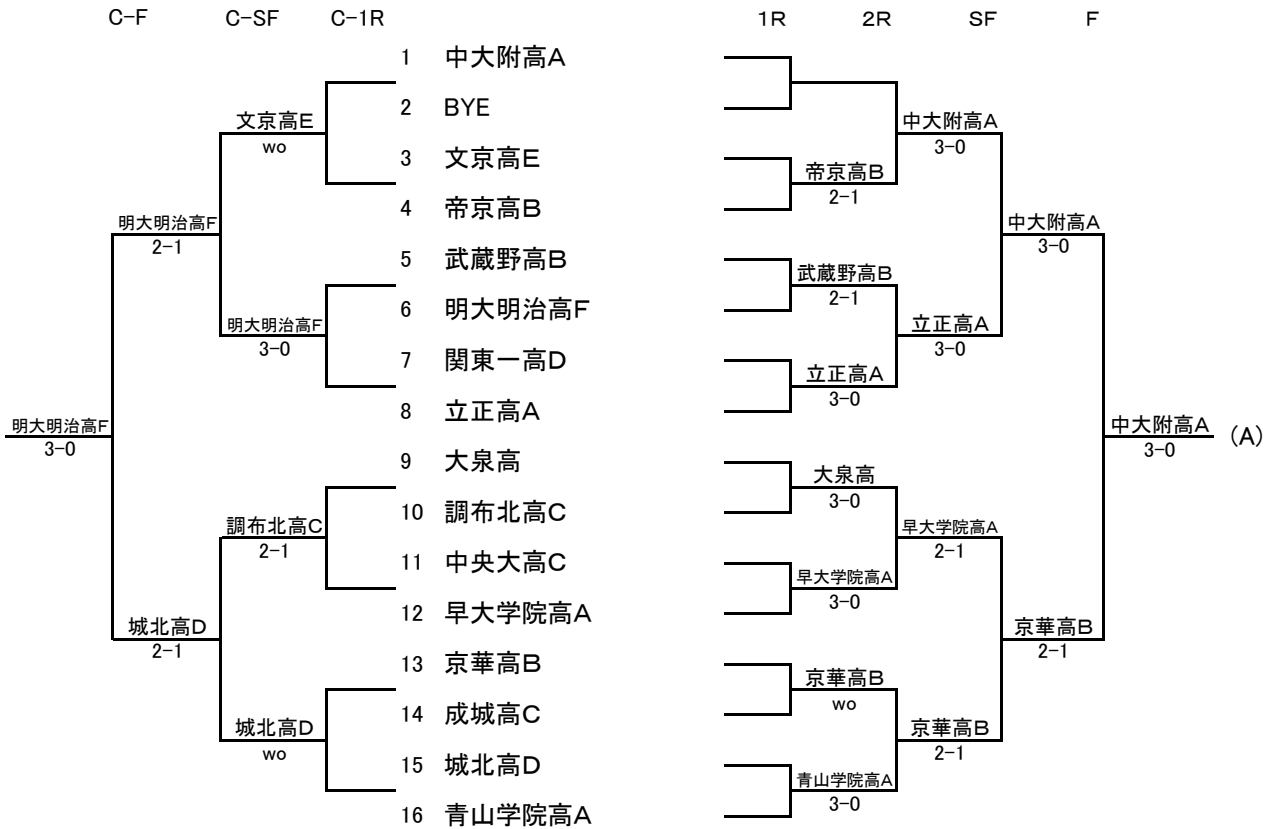 C-F C-SF C-1R 1R 2R SF F
1 中大附高A
2 BYE
文京高E 中大附高A
wo 3-0
3 文京高E 帝京高B
2-1
4 帝京高B
明大明治高F 中大附高A
2-1 3-0
5 武蔵野高B 武蔵野高B
2-1
6 明大明治高F
明大明治高F 立正高A
3-0 3-0
7 関東一高D 立正高A
3-0
8 立正高A
明大明治高F 中大附高A (A)
3-0 3-0
9 大泉高 大泉高
3-0
10 調布北高C
調布北高C 早大学院高A
2-1 2-1
11 中央大高C 早大学院高A
3-0
12 早大学院高A
城北高D 京華高B
2-1 2-1
13 京華高B 京華高B
wo
14 成城高C
城北高D 京華高B
wo 2-1
15 城北高D 青山学院高A
3-0
16 青山学院高A